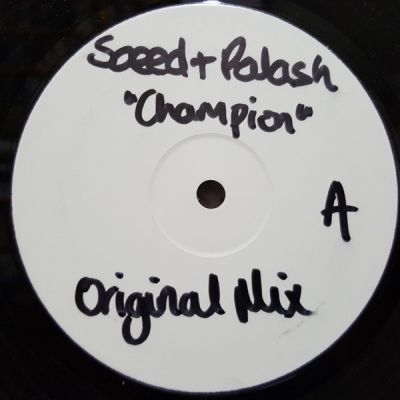 Saeed + Palash
"Champion"
A
Original Mix